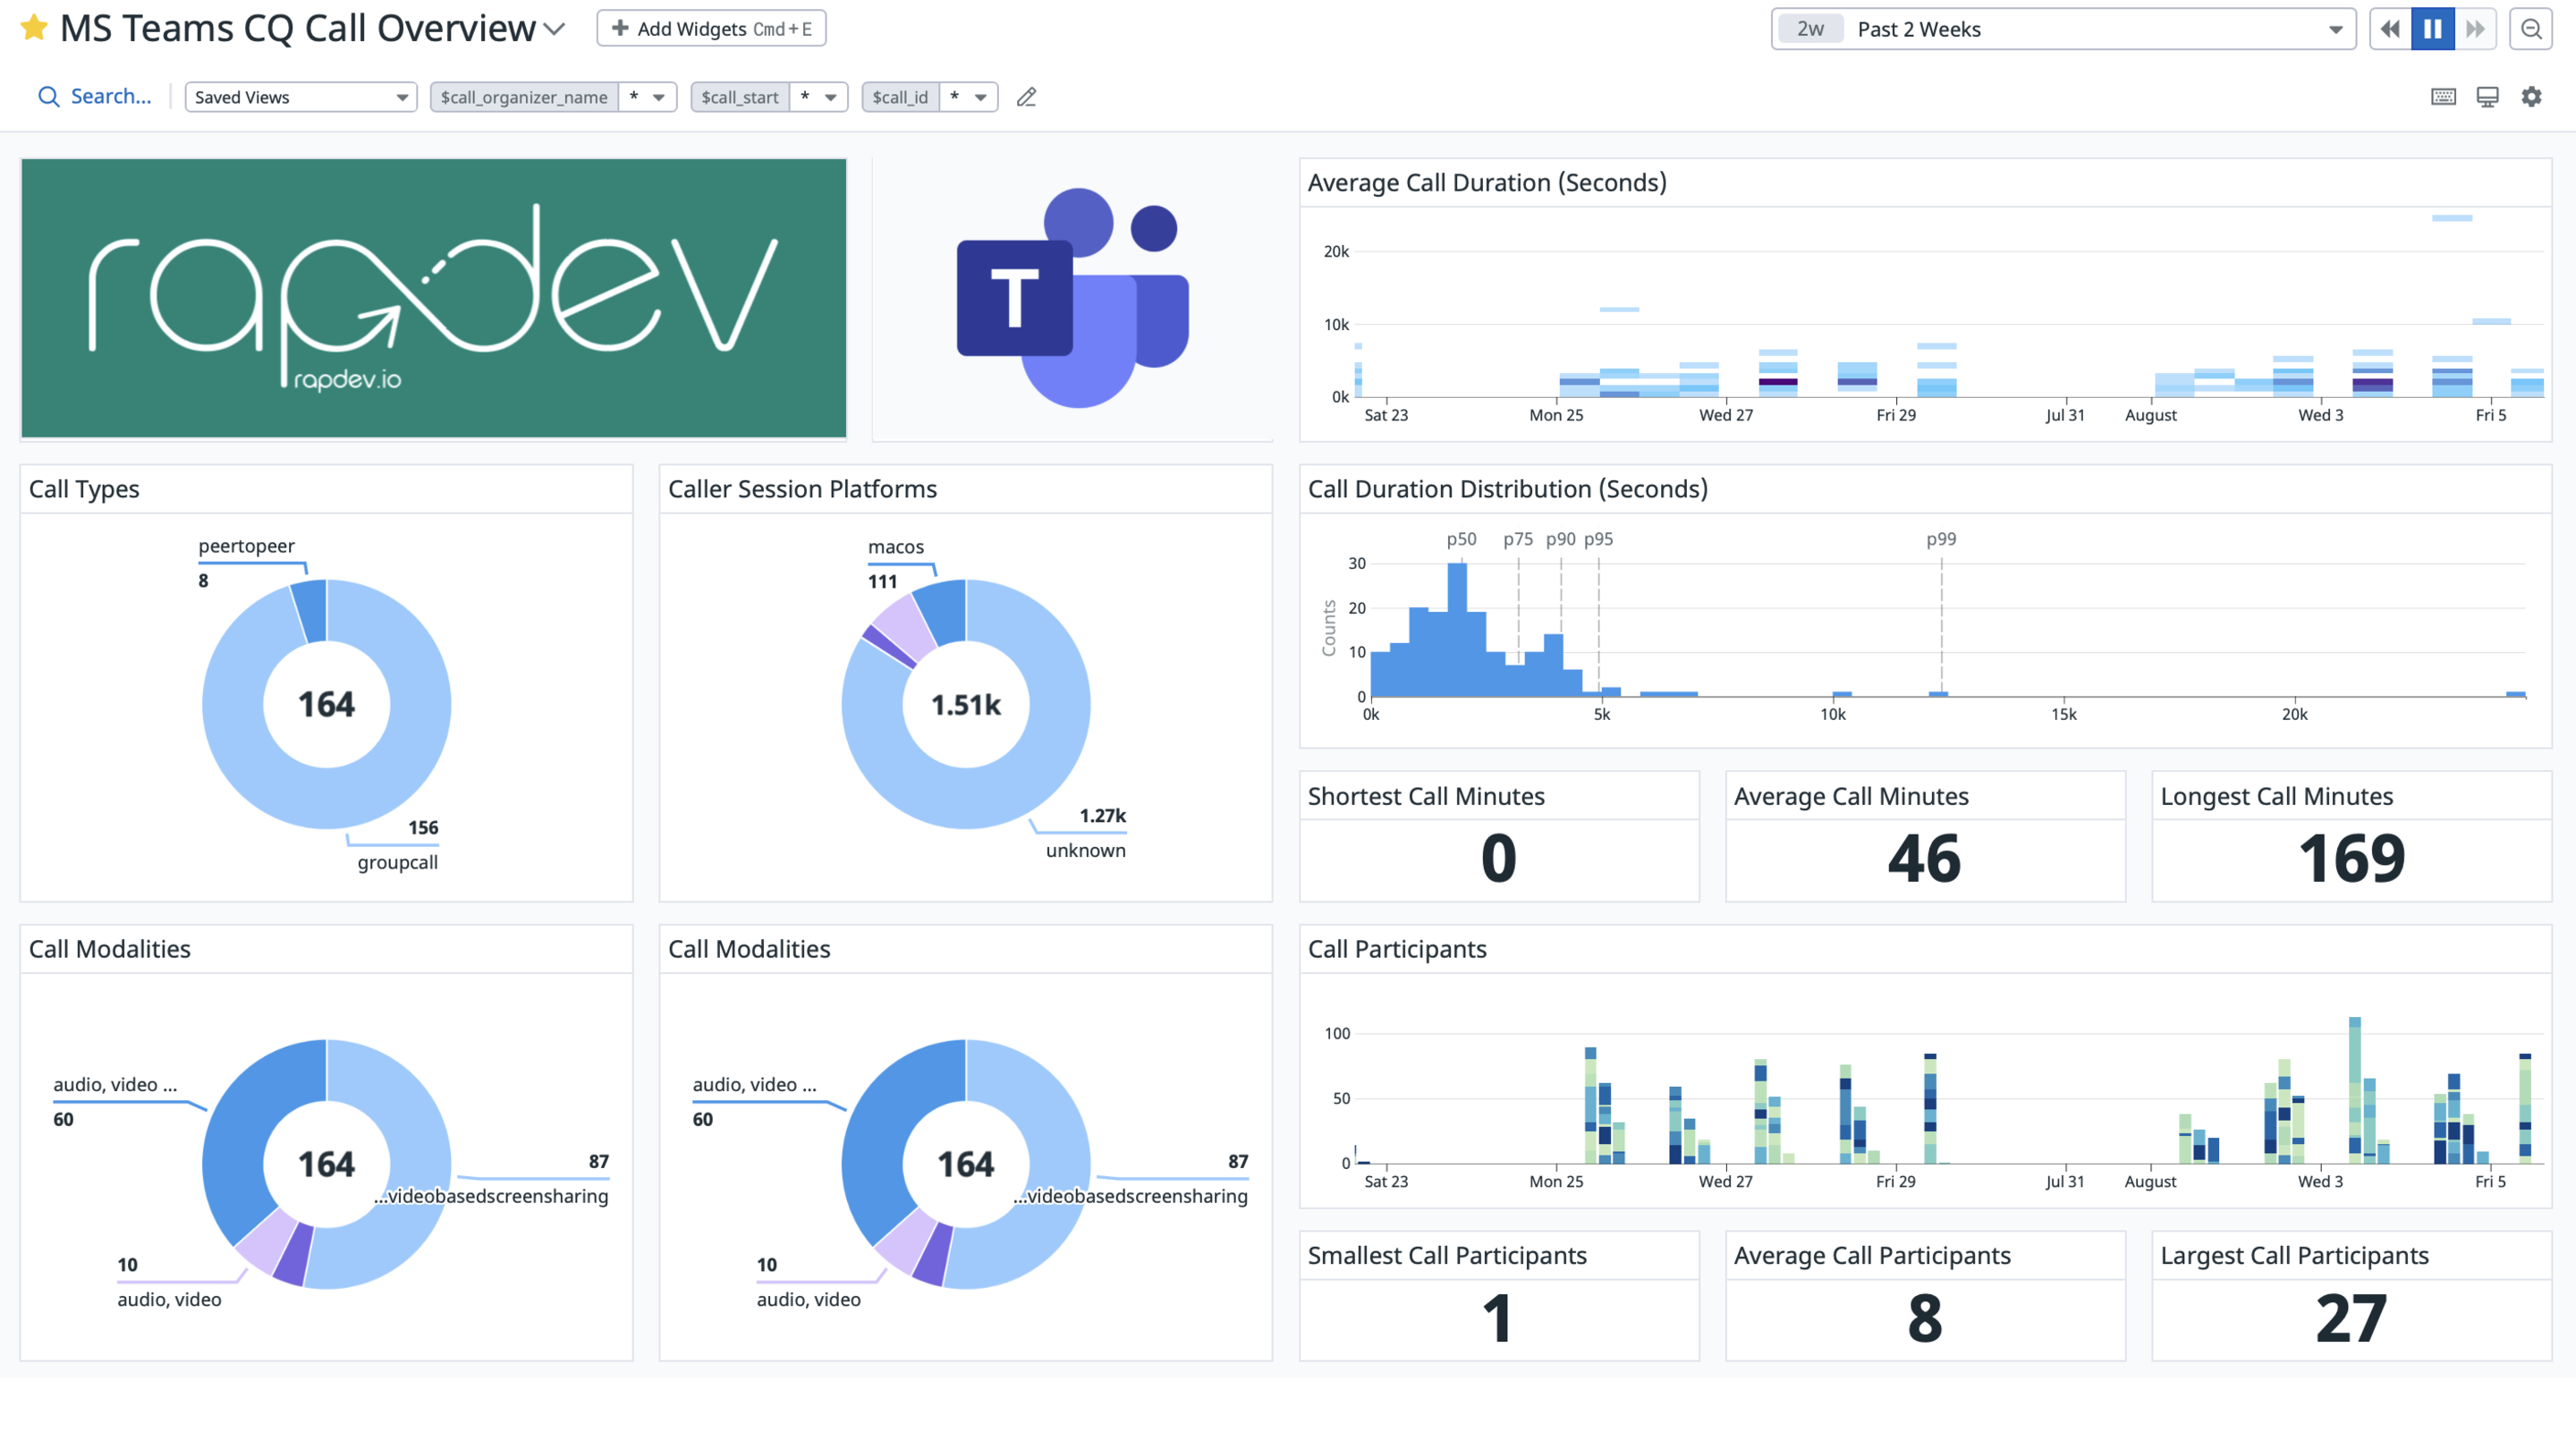 MS Teams CQ Call Overview
Add Widgets Cmd+E
2w Past 2 Weeks
Search...
Saved Views
$call_organizer_name *
$call_start *
$call_id *
rapdev
rapdev.io
T
Average Call Duration (Seconds)
20k
10k
0k
Sat 23 Mon 25 Wed 27 Fri 29 Jul 31 August Wed 3 Fri 5
Call Types
peertopeer
8
164
156
groupcall
Caller Session Platforms
macos
111
1.51k
1.27k
unknown
Call Duration Distribution (Seconds)
p50 p75 p90 p95 p99
30
20
10
0
Counts
0k 5k 10k 15k 20k
Shortest Call Minutes
0
Average Call Minutes
46
Longest Call Minutes
169
Call Modalities
audio, video ...
60
164
87
...videobasedscreensharing
10
audio, video
Call Modalities
audio, video ...
60
164
87
...videobasedscreensharing
10
audio, video
Call Participants
100
50
0
Sat 23 Mon 25 Wed 27 Fri 29 Jul 31 August Wed 3 Fri 5
Smallest Call Participants
1
Average Call Participants
8
Largest Call Participants
27